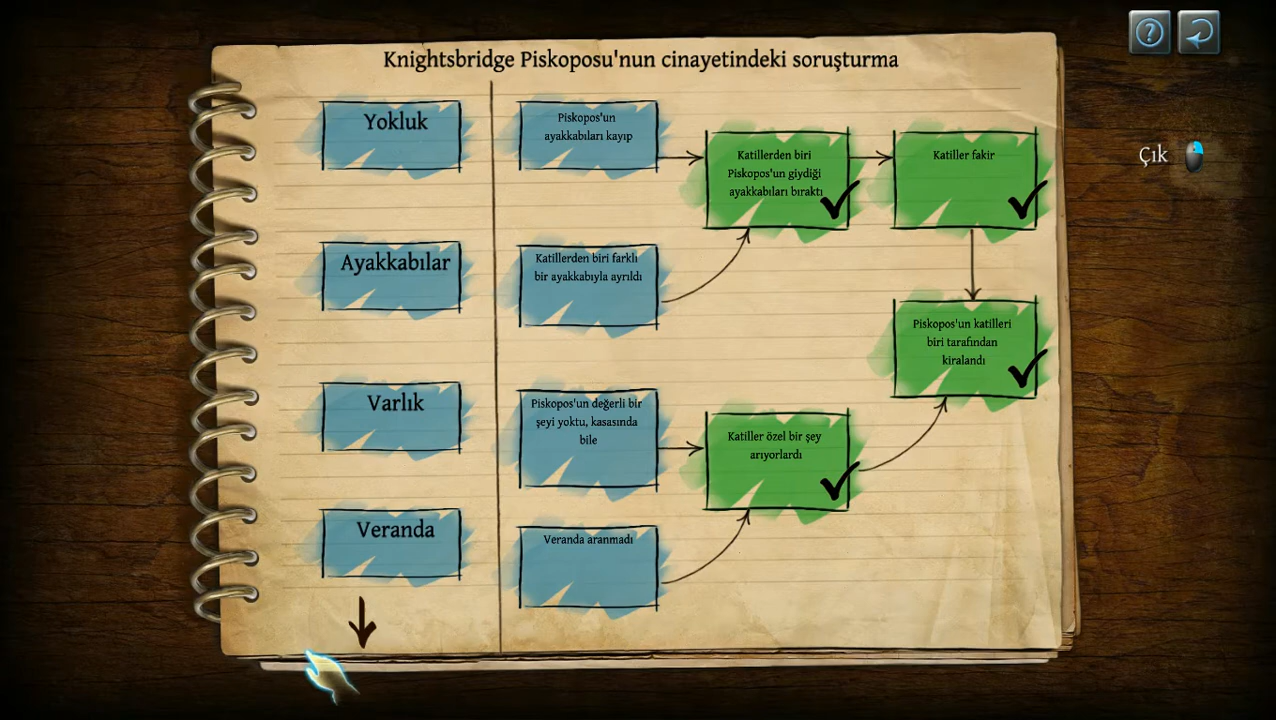 Knightsbridge Piskoposu'nun cinayetindeki soruşturma
Çık
Yokluk
Ayakkabılar
Varlık
Veranda
Piskopos'un
ayakkabıları kayıp
Katillerden biri farklı
bir ayakkabıyla ayrıldı
Piskopos'un değerli bir
şeyi yoktu, kasasında
bile
Veranda aranmadı
Katillerden biri
Piskopos'un giydiği
ayakkabıları bıraktı
Katiller özel bir şey
arıyorlardı
Katiller fakir
Piskopos'un katilleri
biri tarafından
kiralandı